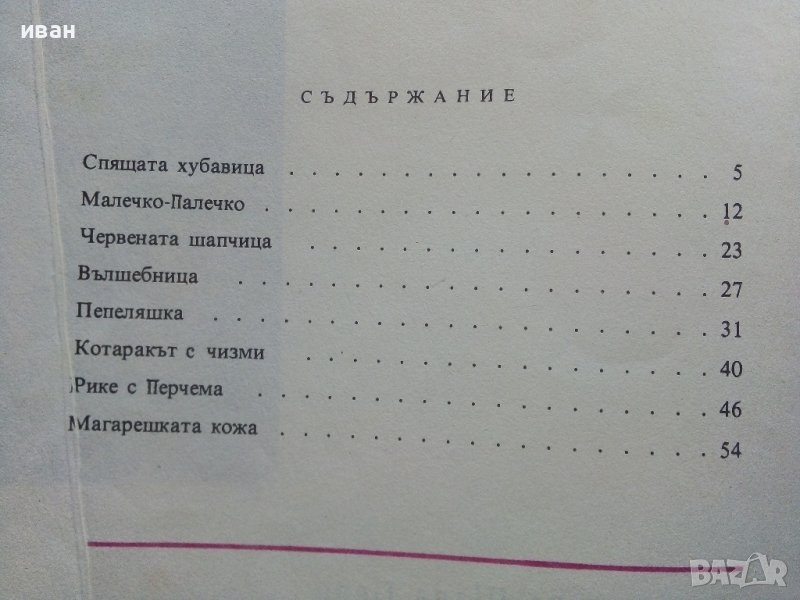 иван
СЪДЪРЖАНИЕ
Спящата хубавица . . . . . . . . . . . . . . . . . . 5
Малечко-Палечко . . . . . . . . . . . . . . . . . . . 12
Червената шапчица . . . . . . . . . . . . . . . . . 23
Вълшебница . . . . . . . . . . . . . . . . . . . . 27
Пепеляшка . . . . . . . . . . . . . . . . . . . . . 31
Котаракът с чизми . . . . . . . . . . . . . . . . . 40
Рике с Перчема . . . . . . . . . . . . . . . . . . . 46
Магарешката кожа . . . . . . . . . . . . . . . . . . 54
BAZAR